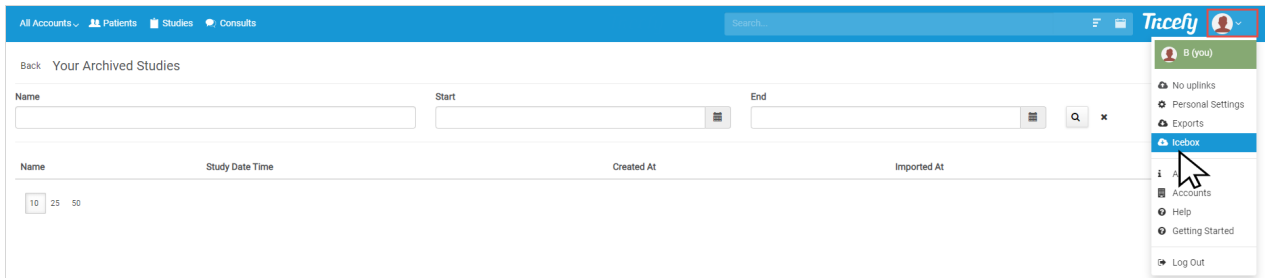 All Accounts Patients Studies Consults Search... Tricefy
B (you)
Back Your Archived Studies
No uplinks
Name Start End
Personal Settings
Exports
Icebox
Name Study Date Time Created At Imported At
Accounts
10 25 50
Help
Getting Started
Log Out